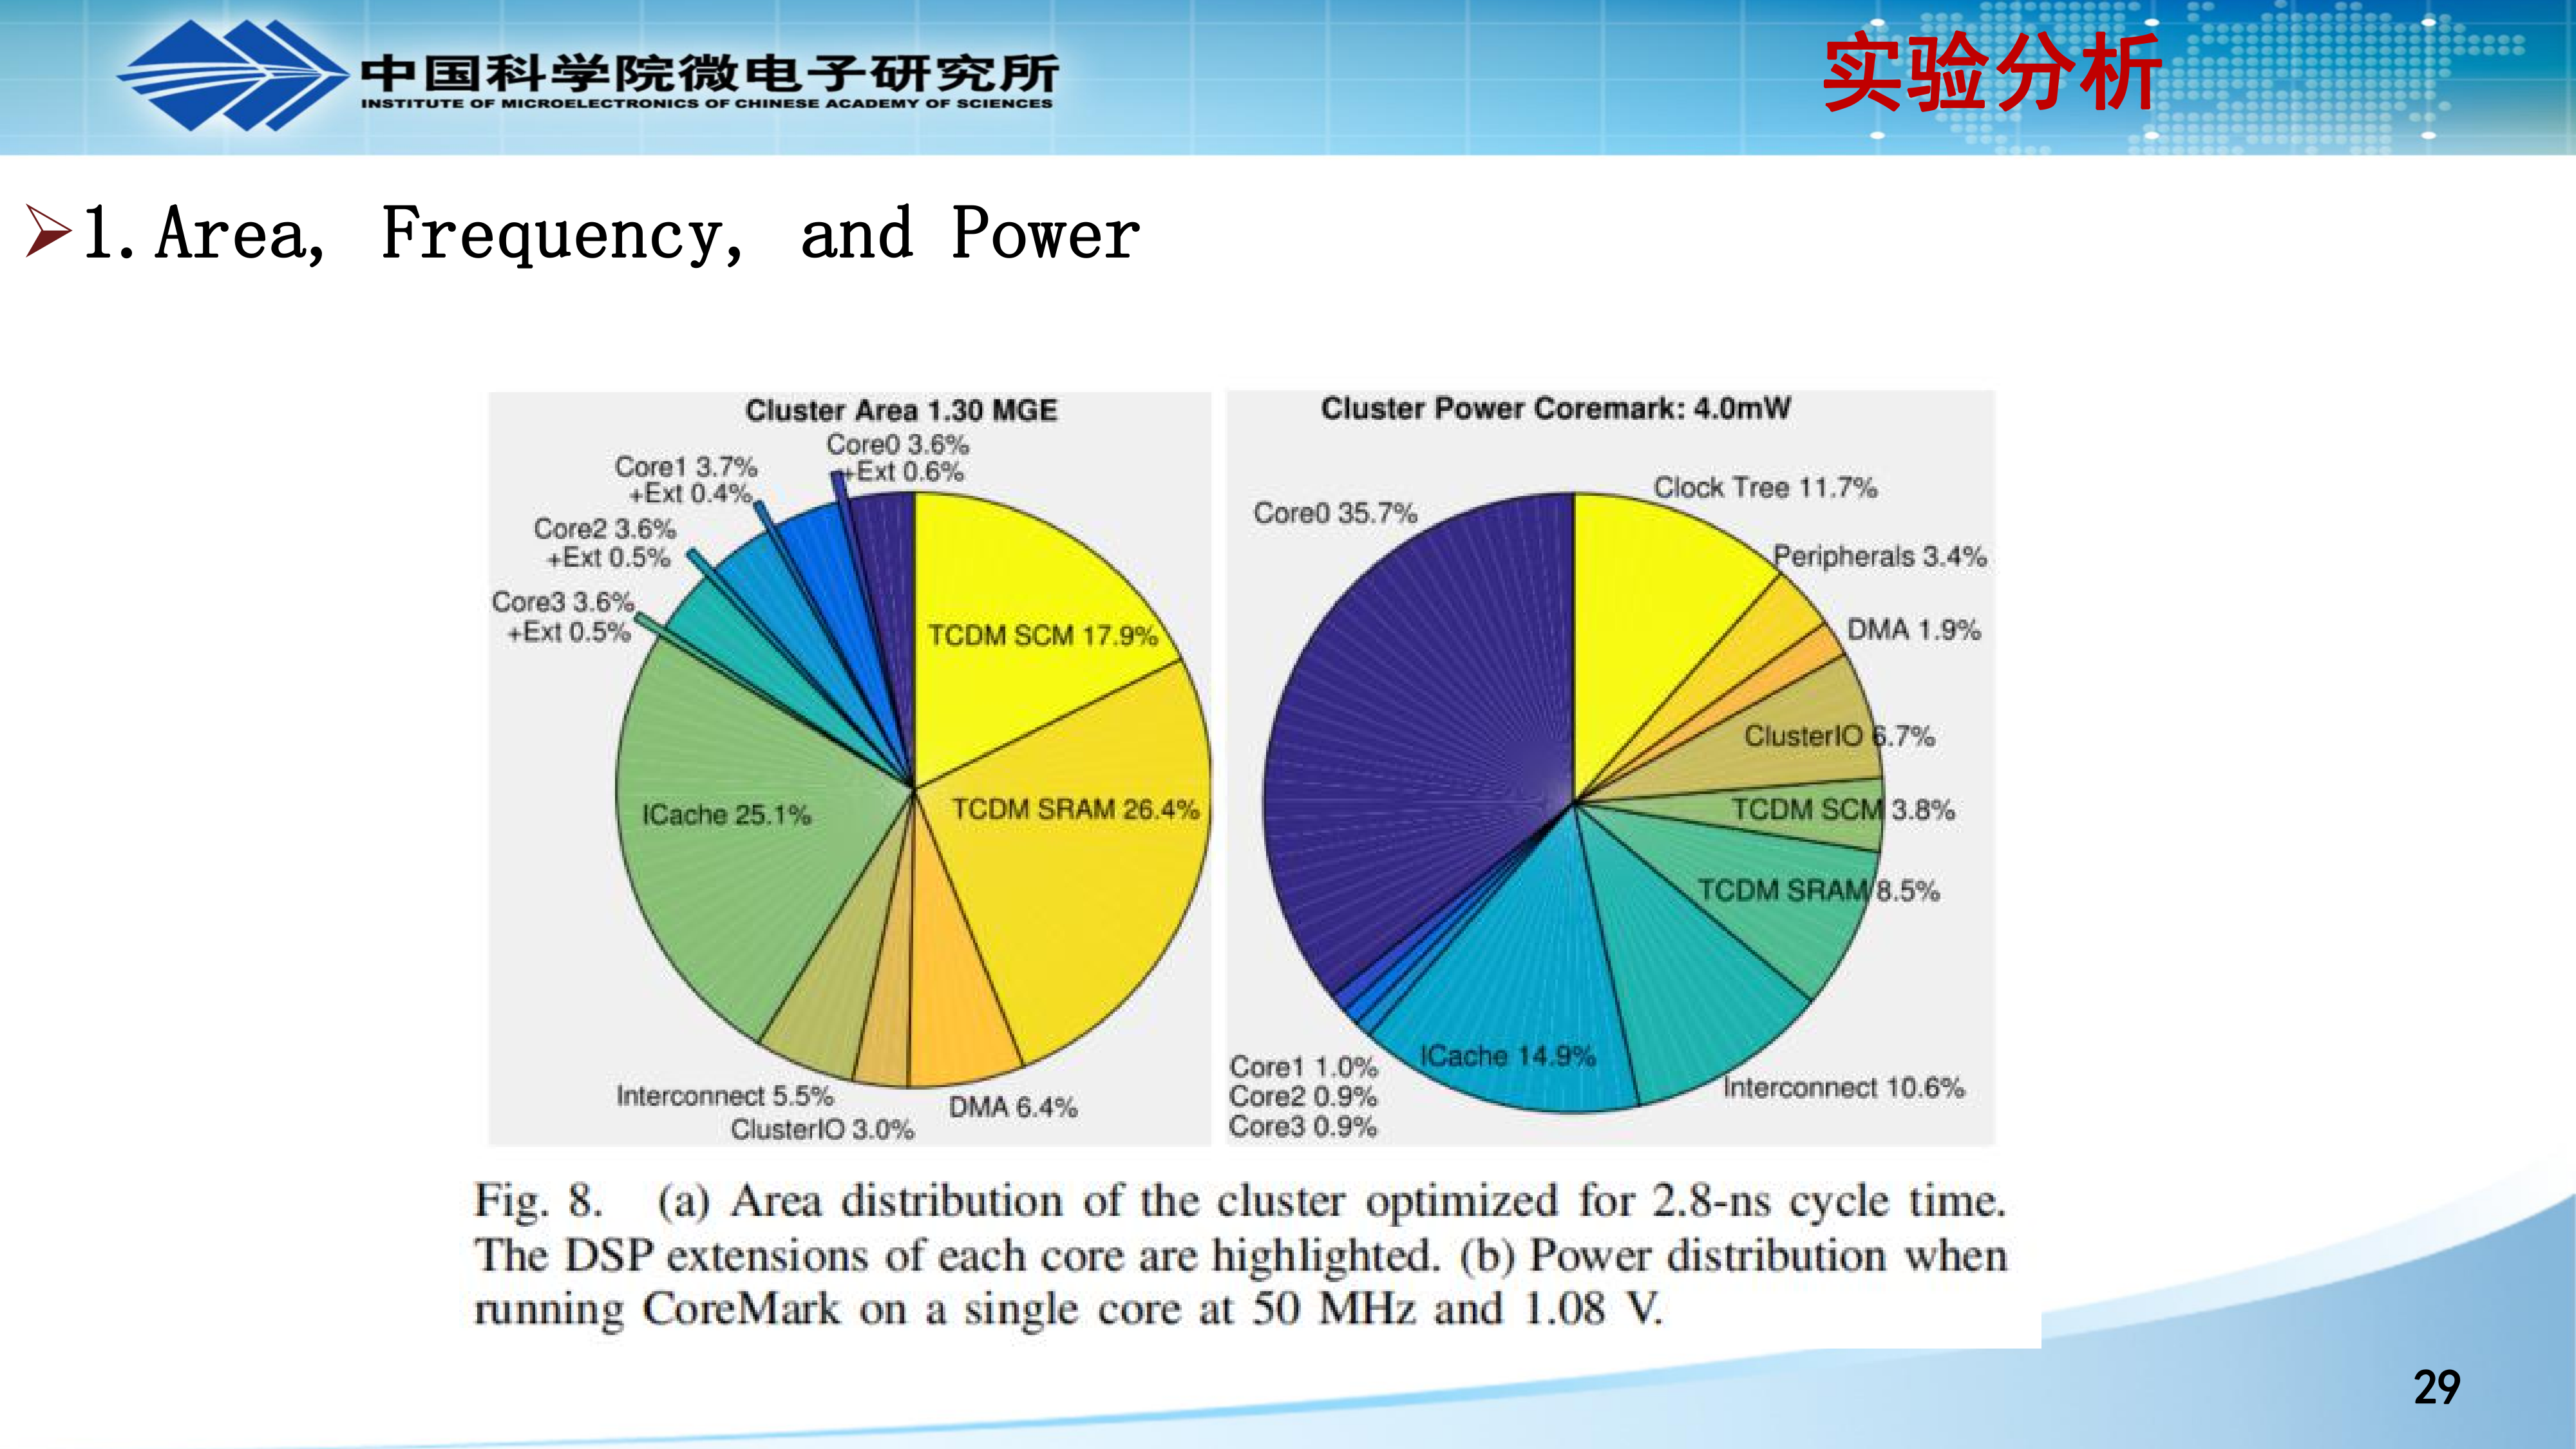 中国科学院微电子研究所
INSTITUTE OF MICROELECTRONICS OF CHINESE ACADEMY OF SCIENCES
实验分析
1.Area, Frequency, and Power
Cluster Area 1.30 MGE
Core0 3.6%
+Ext 0.6%
Core1 3.7%
+Ext 0.4%
Core2 3.6%
+Ext 0.5%
Core3 3.6%
+Ext 0.5%
TCDM SCM 17.9%
TCDM SRAM 26.4%
ICache 25.1%
Interconnect 5.5%
ClusterIO 3.0%
DMA 6.4%
Cluster Power Coremark: 4.0mW
Core0 35.7%
Clock Tree 11.7%
Peripherals 3.4%
DMA 1.9%
ClusterIO 6.7%
TCDM SCM 3.8%
TCDM SRAM 8.5%
Interconnect 10.6%
ICache 14.9%
Core1 1.0%
Core2 0.9%
Core3 0.9%
Fig. 8. (a) Area distribution of the cluster optimized for 2.8-ns cycle time.
The DSP extensions of each core are highlighted. (b) Power distribution when
running CoreMark on a single core at 50 MHz and 1.08 V.
29